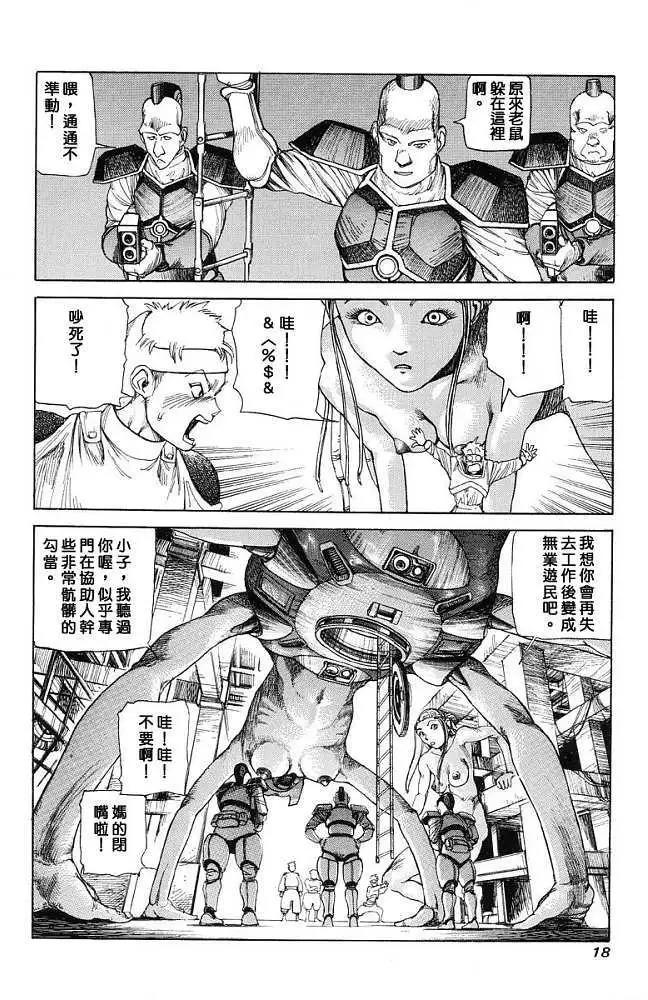 原來老鼠
躲在這裡
啊。
喂，通通不
準動！
哇！！！
啊！！！
哇！！！！
&〈%$&
吵死了！
我想你會再失
去工作後變成
無業遊民吧。
小子，我聽過
你喔，似乎專
門在協助人幹
些非常骯髒的
勾當。
哇！哇！
不要啊！
媽的閉
嘴啦！
18